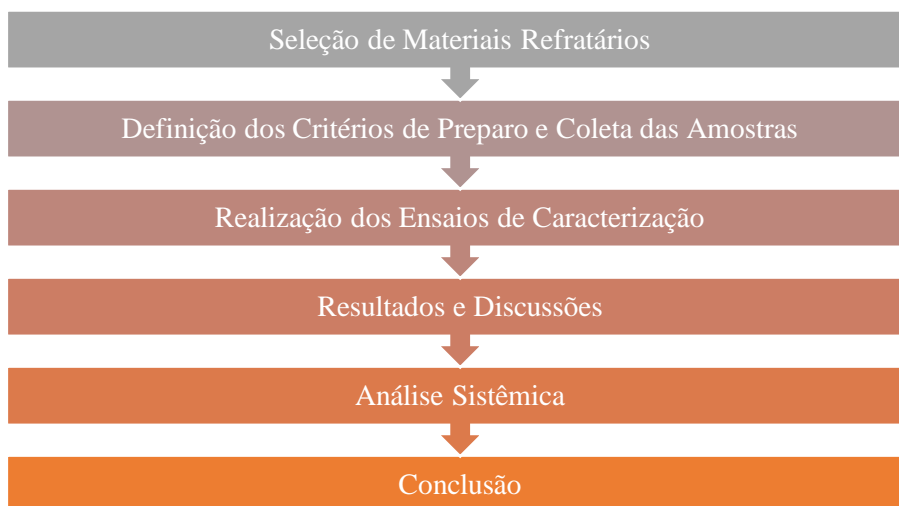 Seleção de Materiais Refratários
Definição dos Critérios de Preparo e Coleta das Amostras
Realização dos Ensaios de Caracterização
Resultados e Discussões
Análise Sistêmica
Conclusão